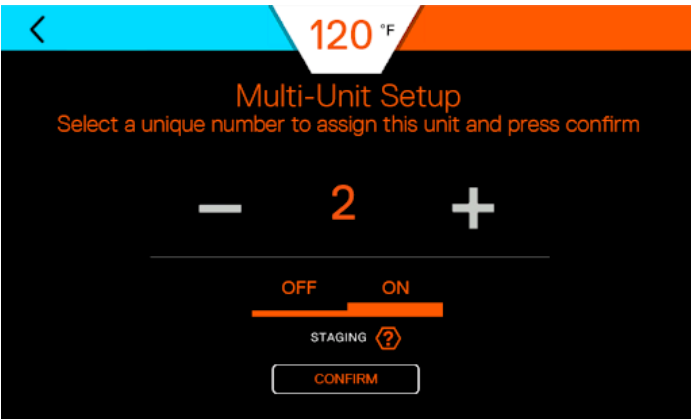 120 °F
Multi-Unit Setup
Select a unique number to assign this unit and press confirm
2
OFF ON
STAGING ?
CONFIRM